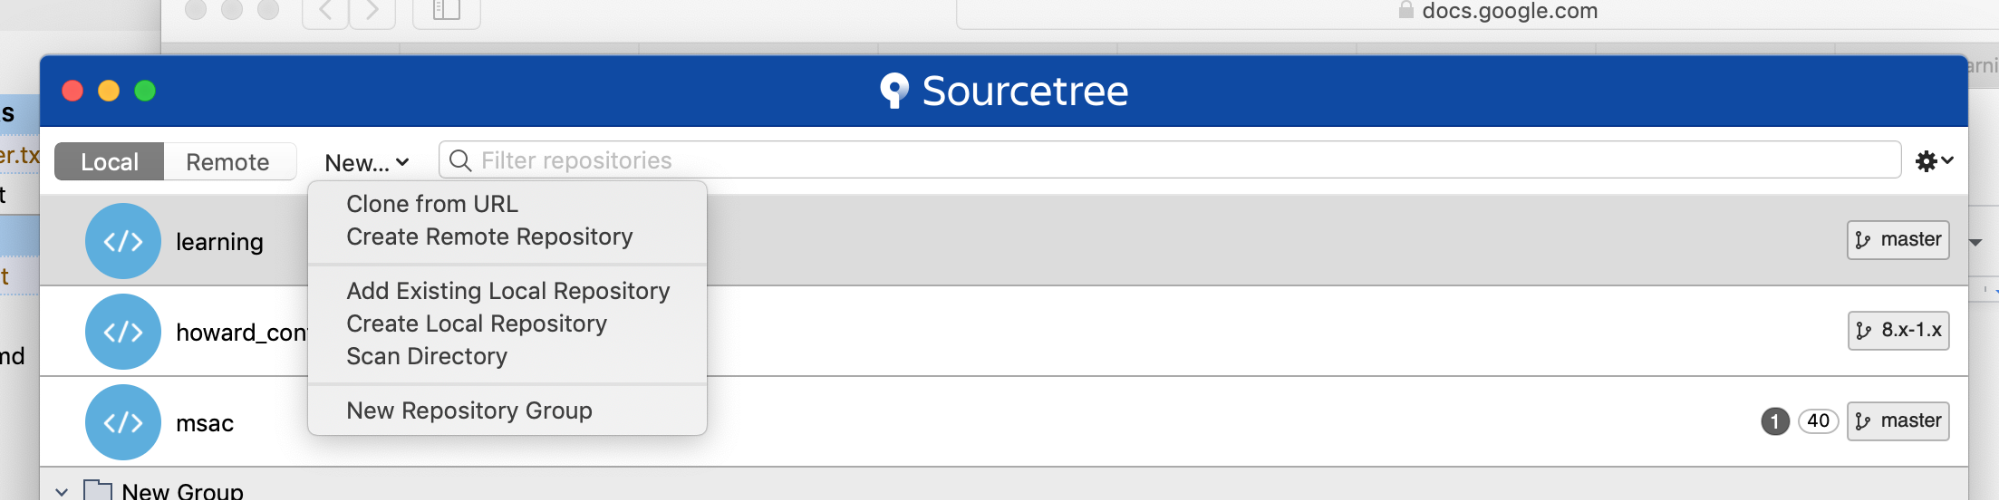 docs.google.com
arni
Sourcetree
s
er.tx
t
t
md
Local
Remote
New...
Filter repositories
Clone from URL
Create Remote Repository
Add Existing Local Repository
Create Local Repository
Scan Directory
New Repository Group
learning
master
howard_con
8.x-1.x
msac
1
40
master
New Group